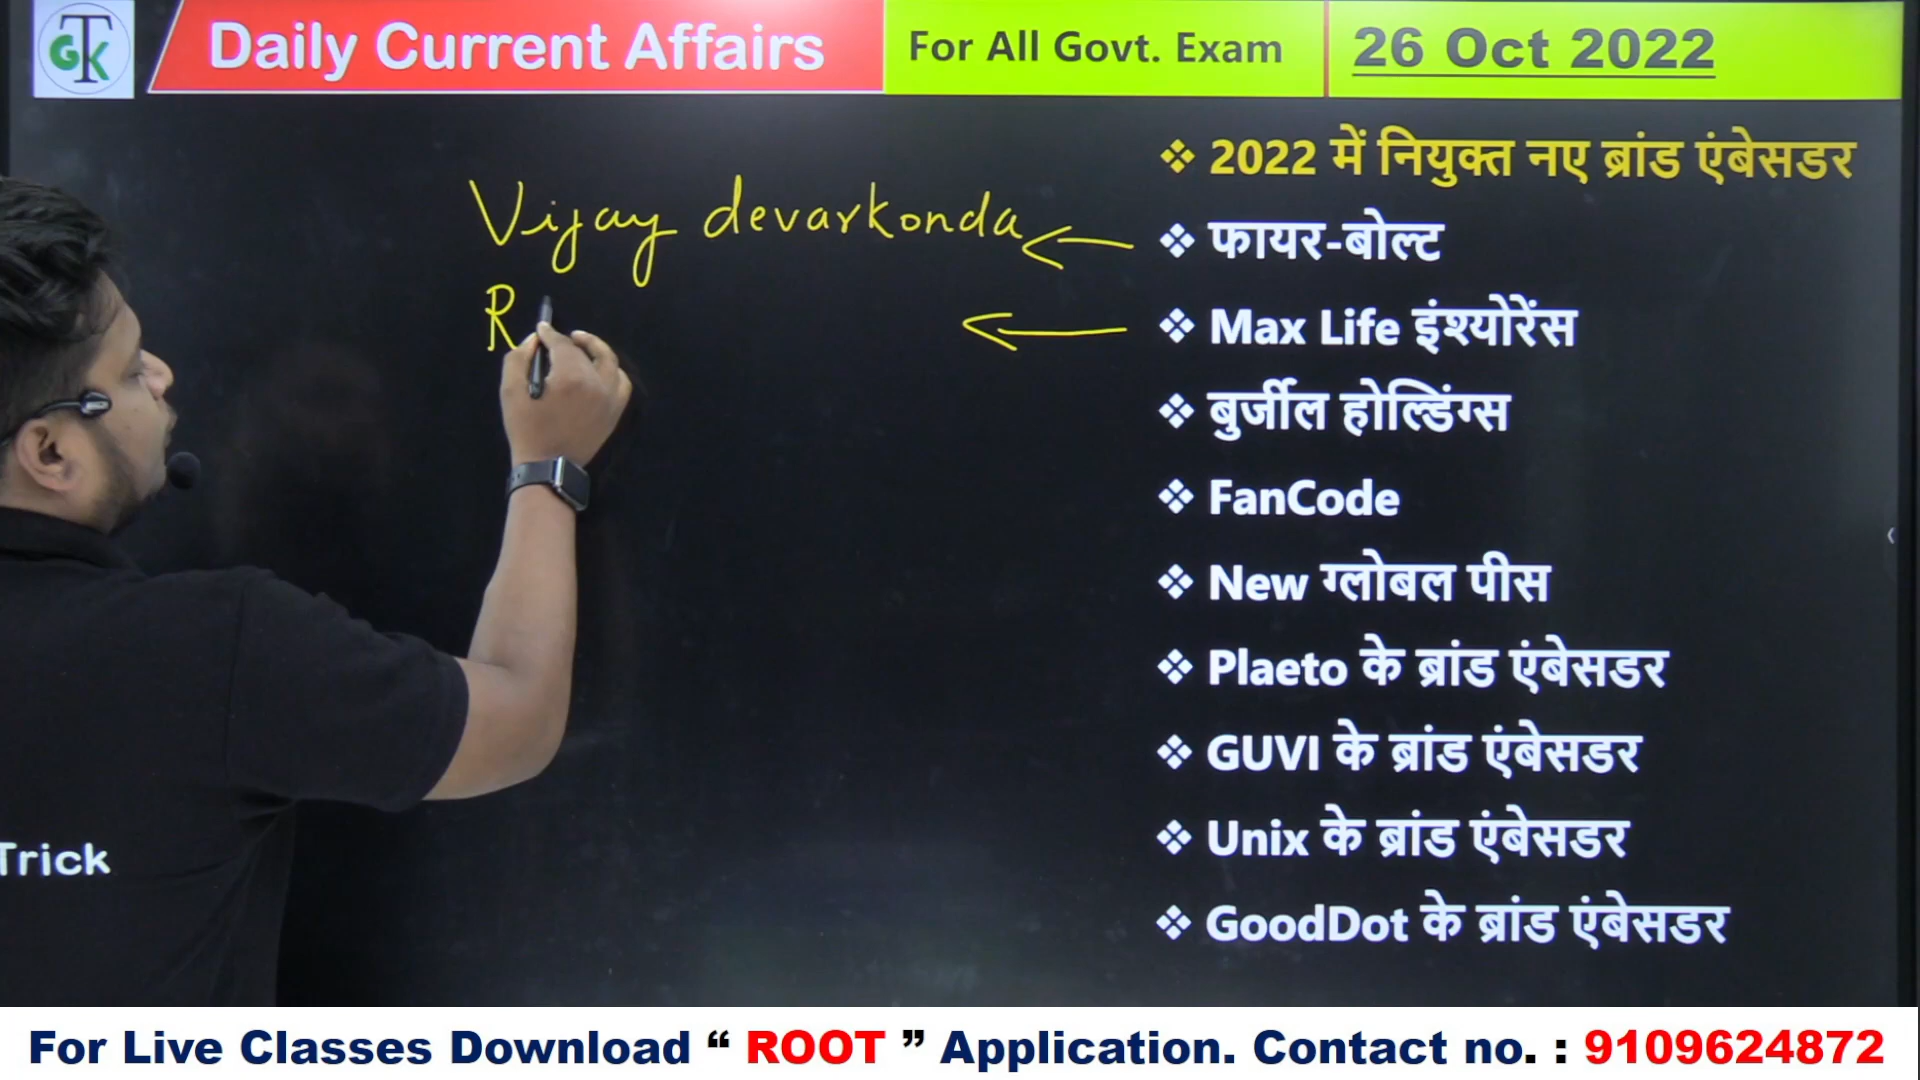 GTK
Daily Current Affairs
For All Govt. Exam
26 Oct 2022
❖ 2022 में नियुक्त नए ब्रांड एंबेसडर
Vijay devarkonda ← ❖ फायर-बोल्ट
R ← ❖ Max Life इंश्योरेंस
❖ बुर्जील होल्डिंग्स
❖ FanCode
❖ New ग्लोबल पीस
❖ Plaeto के ब्रांड एंबेसडर
❖ GUVI के ब्रांड एंबेसडर
❖ Unix के ब्रांड एंबेसडर
Trick
❖ GoodDot के ब्रांड एंबेसडर
For Live Classes Download “ ROOT ” Application. Contact no. : 9109624872